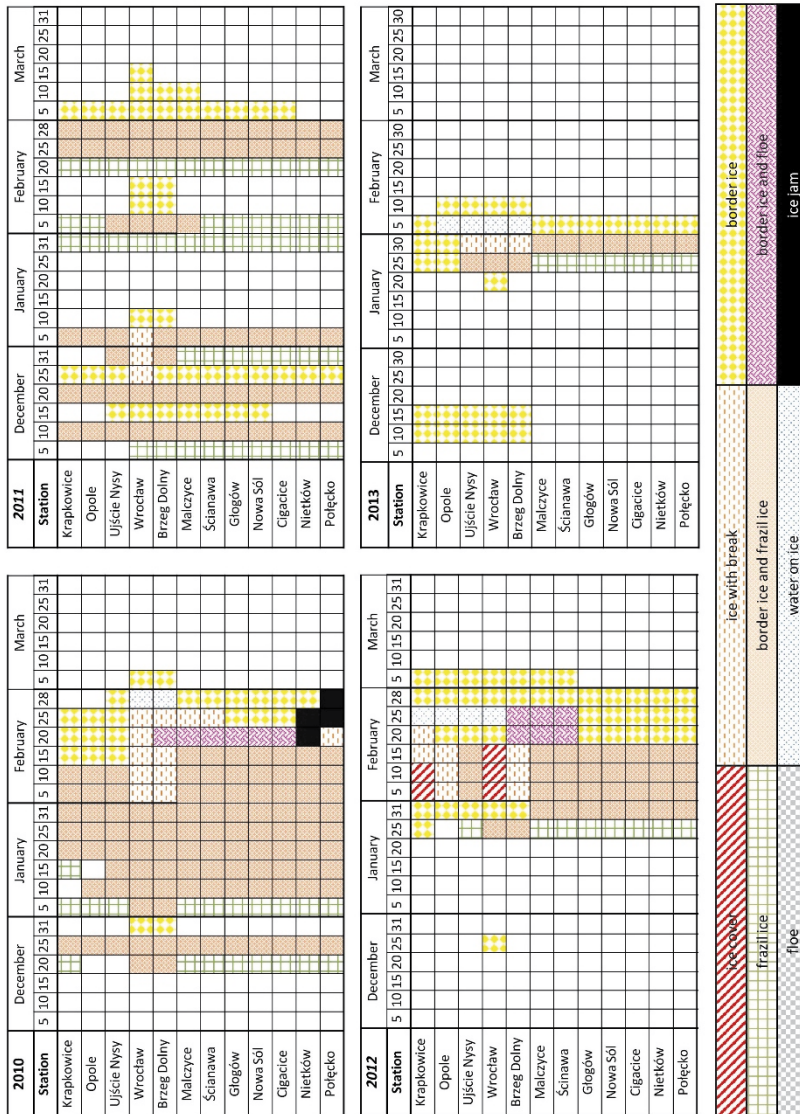 2010 December January February March
Station 5 10 15 20 25 31 5 10 15 20 25 31 5 10 15 20 25 28 5 10 15 20 25 31
Krapkowice
Opole
Ujście Nysy
Wrocław
Brzeg Dolny
Malczyce
Ścianawa
Głogów
Nowa Sól
Cigacice
Nietków
Połęcko
2011 December January February March
Station 5 10 15 20 25 31 5 10 15 20 25 31 5 10 15 20 25 28 5 10 15 20 25 31
Krapkowice
Opole
Ujście Nysy
Wrocław
Brzeg Dolny
Malczyce
Ścianawa
Głogów
Nowa Sól
Cigacice
Nietków
Połęcko
2012 December January February March
Station 5 10 15 20 25 31 5 10 15 20 25 31 5 10 15 20 25 28 5 10 15 20 25 31
Krapkowice
Opole
Ujście Nysy
Wrocław
Brzeg Dolny
Malczyce
Ścinawa
Głogów
Nowa Sól
Cigacice
Nietków
Połęcko
2013 December January February March
Station 5 10 15 20 25 30 5 10 15 20 25 30 5 10 15 20 25 30 5 10 15 20 25 30
Krapkowice
Opole
Ujście Nysy
Wrocław
Brzeg Dolny
Malczyce
Ścianawa
Głogów
Nowa Sól
Cigacice
Nietków
Połęcko
ice cover ice with break border ice
frazil ice border ice and frazil ice border ice and floe
floe water on ice ice jam